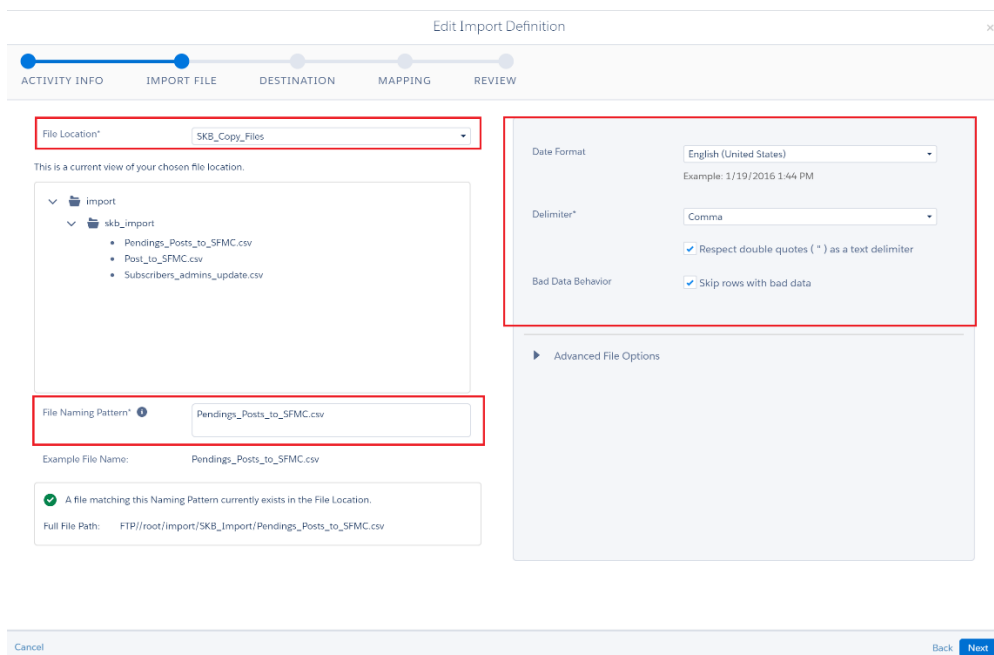 Edit Import Definition
×
ACTIVITY INFO IMPORT FILE DESTINATION MAPPING REVIEW
File Location* SKB_Copy_Files
This is a current view of your chosen file location.
import
skb_import
Pendings_Posts_to_SFMC.csv
Post_to_SFMC.csv
Subscribers_admins_update.csv
File Naming Pattern* Pendings_Posts_to_SFMC.csv
Example File Name: Pendings_Posts_to_SFMC.csv
A file matching this Naming Pattern currently exists in the File Location.
Full File Path: FTP//root/import/SKB_Import/Pendings_Posts_to_SFMC.csv
Date Format English (United States)
Example: 1/19/2016 1:44 PM
Delimiter* Comma
Respect double quotes ( " ) as a text delimiter
Bad Data Behavior Skip rows with bad data
Advanced File Options
Cancel Back Next